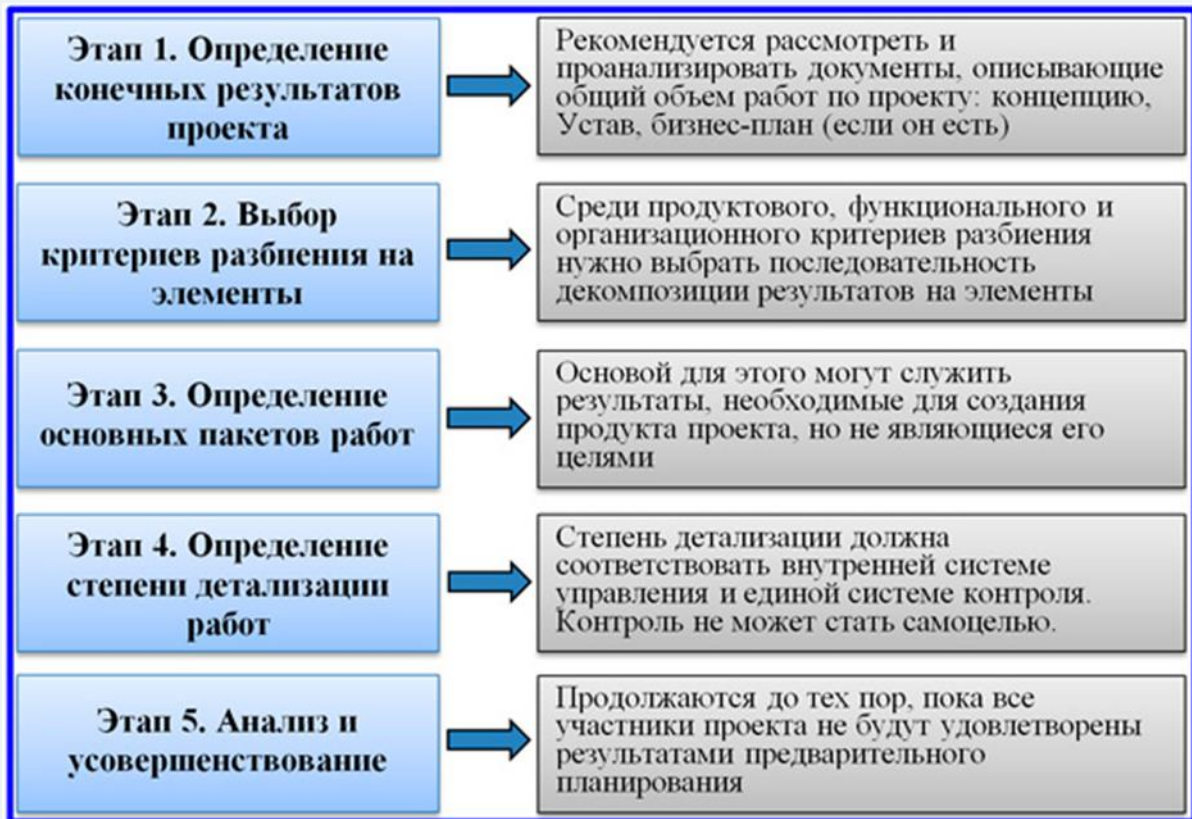 Этап 1. Определение
конечных результатов
проекта
Рекомендуется рассмотреть и
проанализировать документы, описывающие
общий объем работ по проекту: концепцию,
Устав, бизнес-план (если он есть)
Этап 2. Выбор
критериев разбиения на
элементы
Среди продуктового, функционального и
организационного критериев разбиения
нужно выбрать последовательность
декомпозиции результатов на элементы
Этап 3. Определение
основных пакетов работ
Основой для этого могут служить
результаты, необходимые для создания
продукта проекта, но не являющиеся его
целями
Этап 4. Определение
степени детализации
работ
Степень детализации должна
соответствовать внутренней системе
управления и единой системе контроля.
Контроль не может стать самоцелью.
Этап 5. Анализ и
усовершенствование
Продолжаются до тех пор, пока все
участники проекта не будут удовлетворены
результатами предварительного
планирования